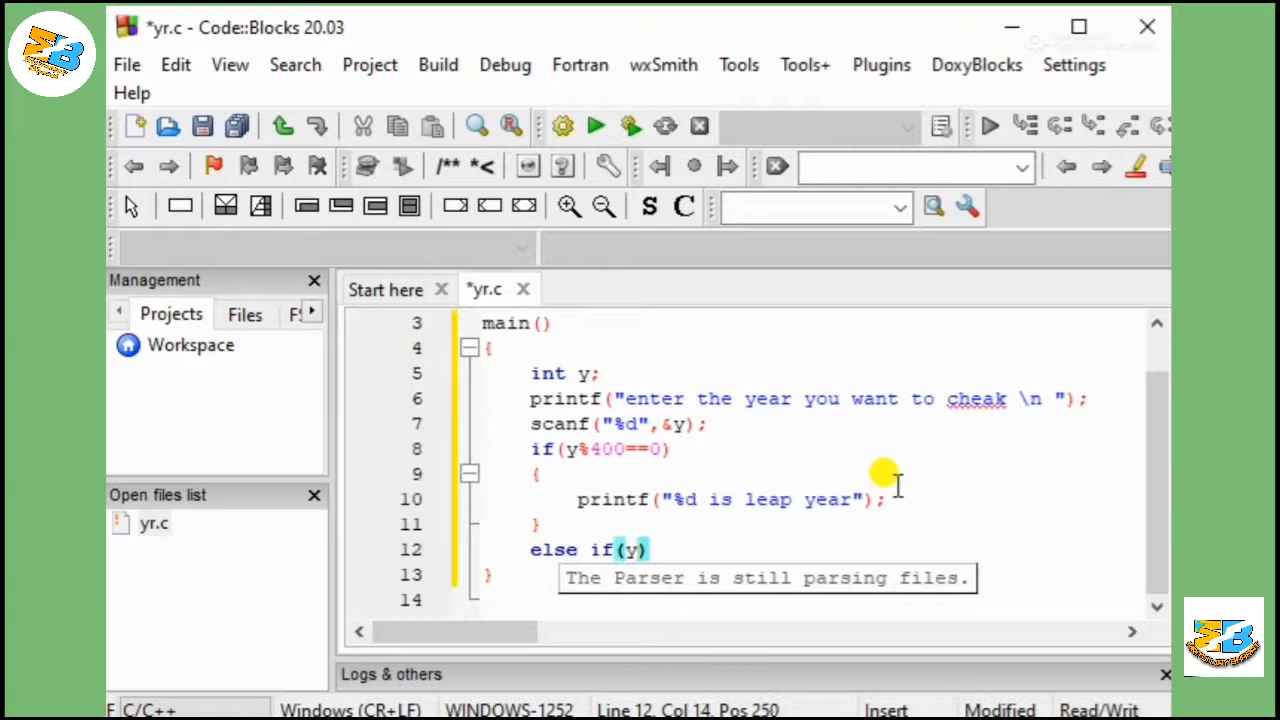 *yr.c - Code::Blocks 20.03
File Edit View Search Project Build Debug Fortran wxSmith Tools Tools+ Plugins DoxyBlocks Settings
Help
/** *<
S C
Management
Projects Files
Workspace
Open files list
yr.c
Start here *yr.c
3 main()
4 {
5 int y;
6 printf("enter the year you want to cheak \n ");
7 scanf("%d",&y);
8 if(y%400==0)
9 {
10 printf("%d is leap year");
11 }
12 else if(y)
13 }
The Parser is still parsing files.
14
Logs & others
F C/C++ Windows (CR+LF) WINDOWS-1252 Line 12, Col 14, Pos 250 Insert Modified Read/Writ